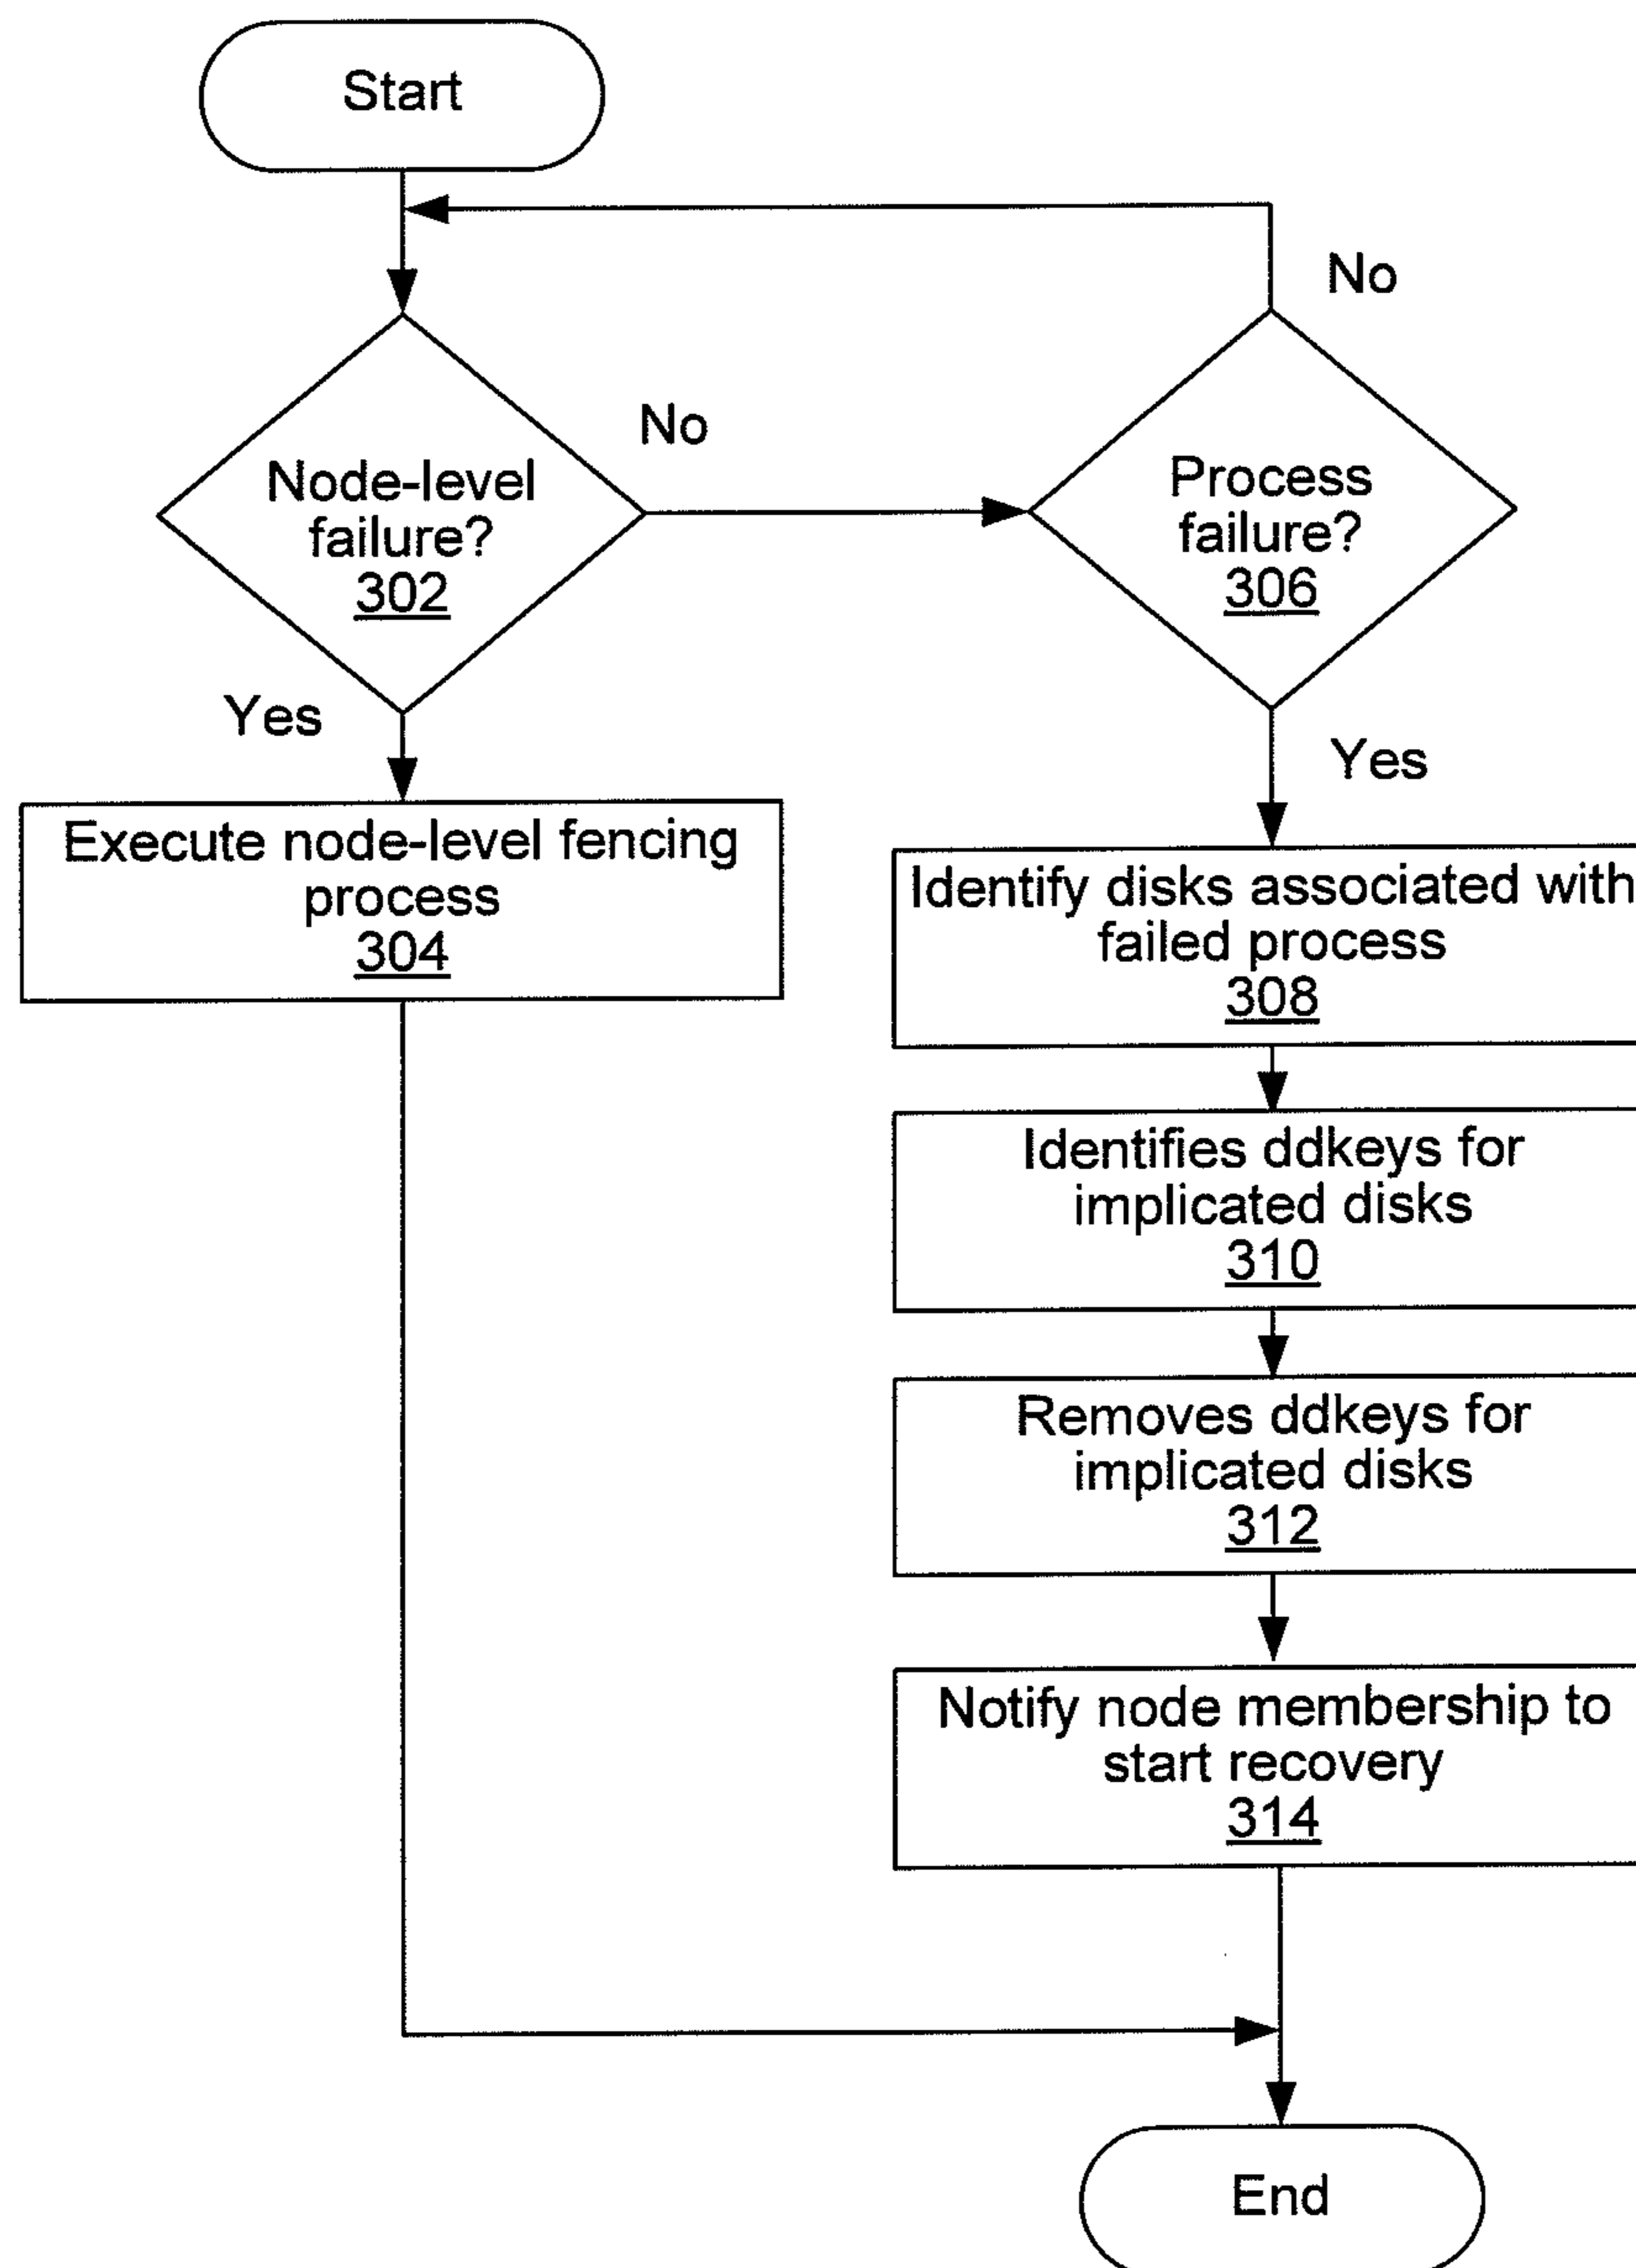 Start
No
Node-level
failure?
302
No
Process
failure?
306
Yes
Yes
Execute node-level fencing
process
304
Identify disks associated with
failed process
308
Identifies ddkeys for
implicated disks
310
Removes ddkeys for
implicated disks
312
Notify node membership to
start recovery
314
End